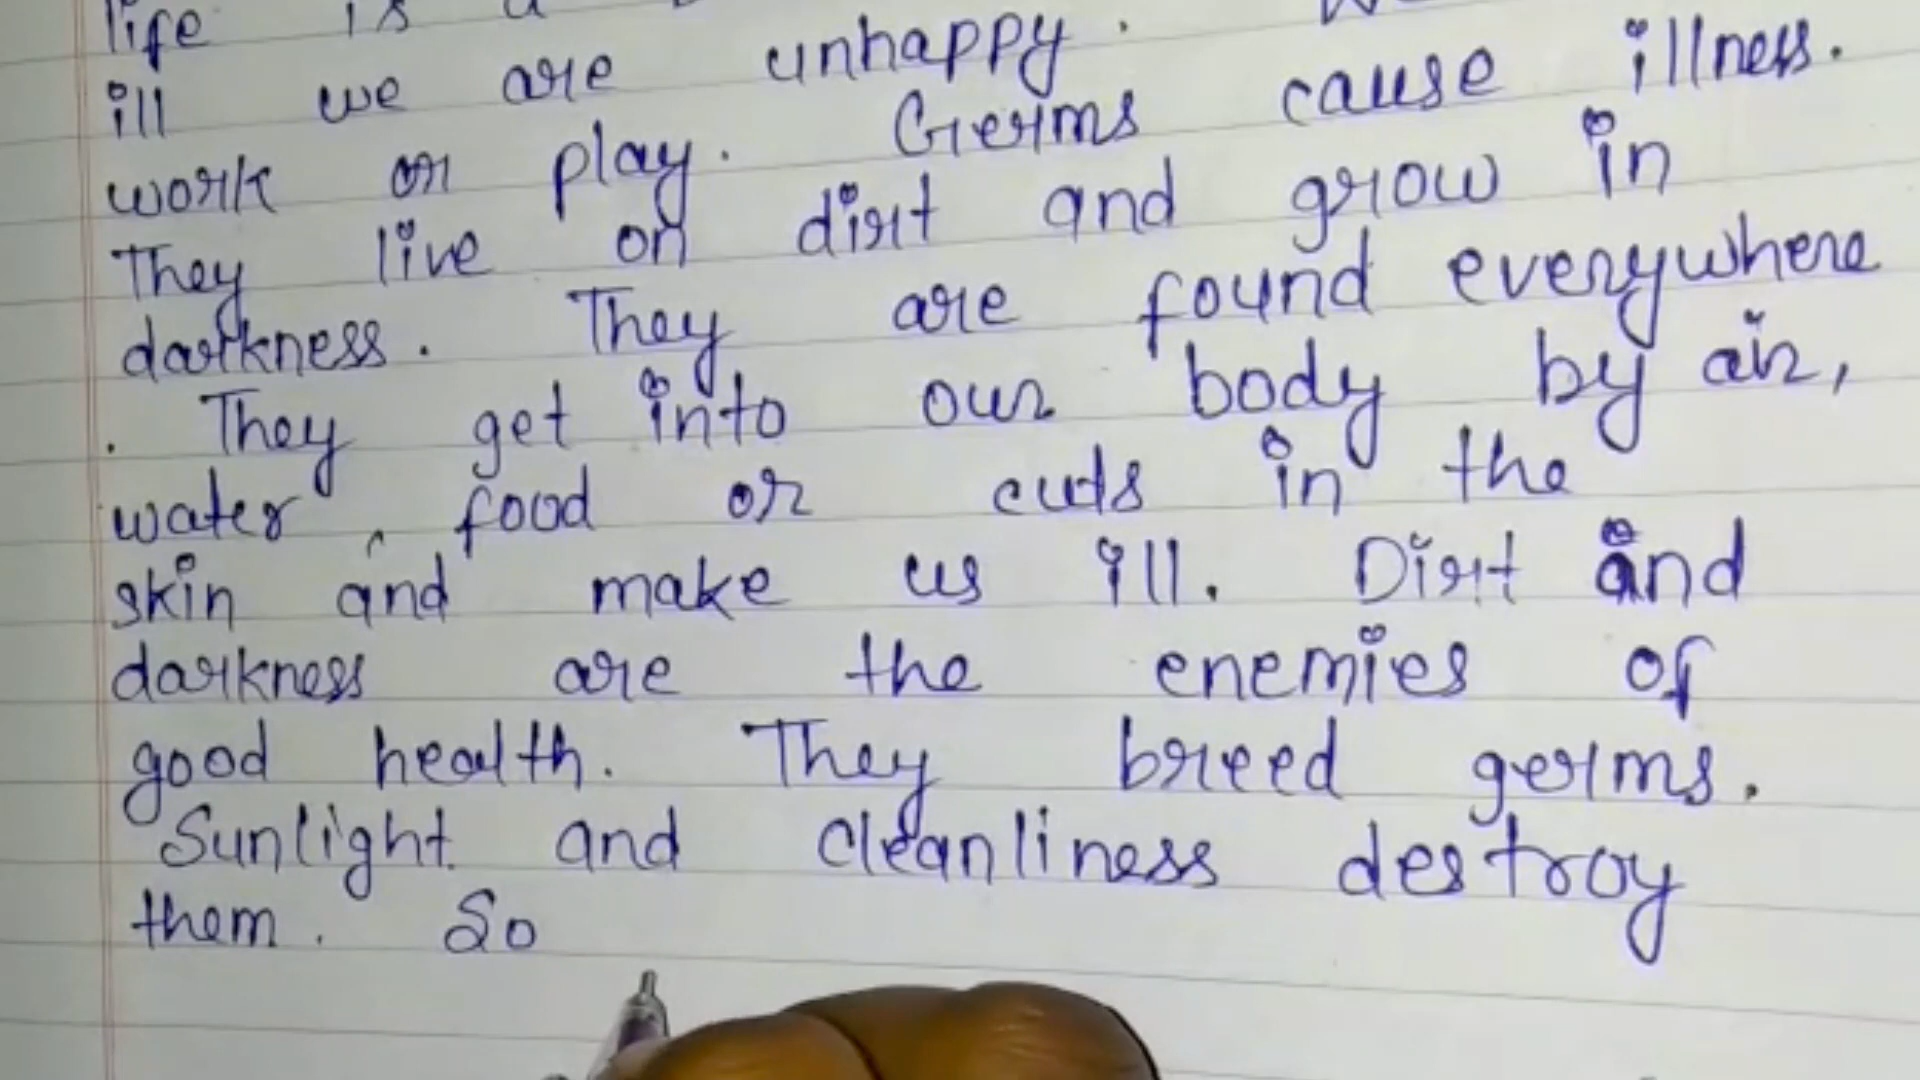 life is a
ill we are unhappy.
work or play. Germs cause illness.
They live on dirt and grow in
darkness. They are found everywhere
. They get into our body by air,
water, food or cuts in the
skin and make us ill. Dirt and
darkness are the enemies of
good health. They breed germs.
Sunlight and cleanliness destroy
them. So